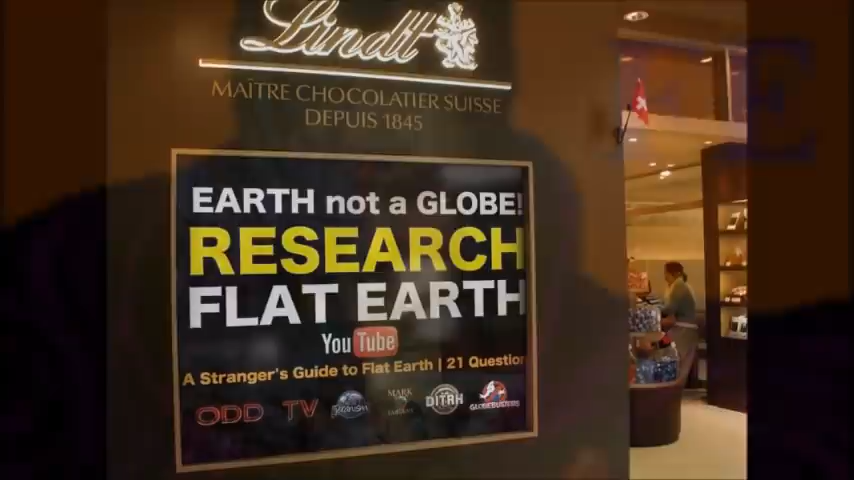 Lindt
MAÎTRE CHOCOLATIER SUISSE
DEPUIS 1845
EARTH not a GLOBE!
RESEARCH
FLAT EARTH
YouTube
A Stranger's Guide to Flat Earth | 21 Question
ODD TV MARK DITRH GLOBEBUSTERS
E